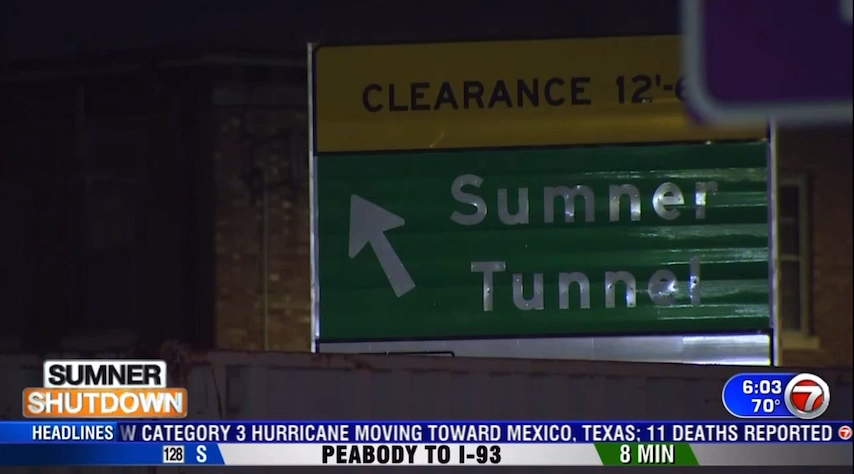 CLEARANCE 12'-6
Sumner
Tunnel
SUMNER
SHUTDOWN
6:03
70°
7
HEADLINES W CATEGORY 3 HURRICANE MOVING TOWARD MEXICO, TEXAS; 11 DEATHS REPORTED
128 S PEABODY TO I-93 8 MIN